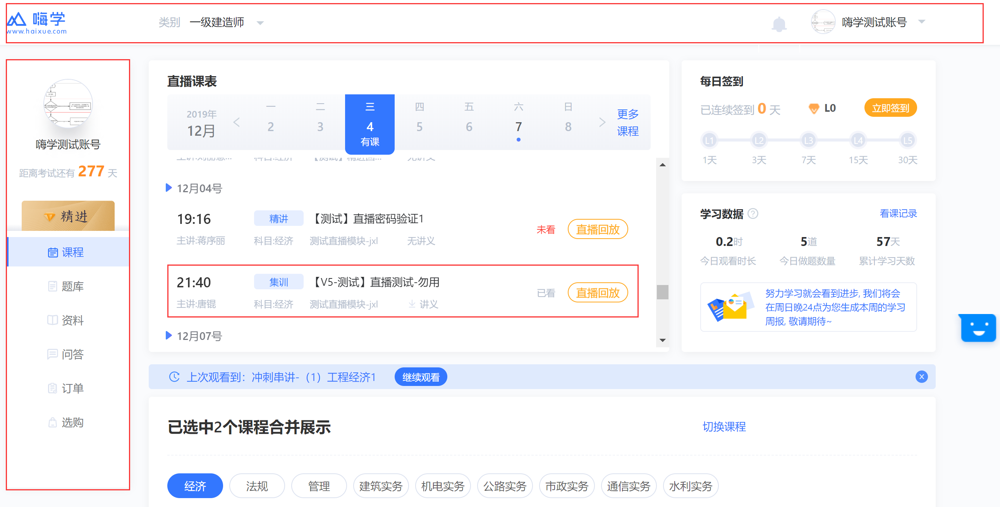 嗨学
www.haixue.com
类别 一级建造师
嗨学测试账号
嗨学测试账号
距离考试还有 277 天
精进
课程
题库
资料
问答
订单
选购
直播课表
2019年
12月
一 二 三 四 五 六 日
2 3 4 5 6 7 8
有课
更多
课程
12月04号
19:16 精讲 【测试】直播密码验证1
主讲:蒋序丽 科目:经济 测试直播模块-jxl 无讲义
未看 直播回放
21:40 集训 【V5-测试】直播测试-勿用
主讲:唐锟 科目:经济 测试直播模块-jxl 讲义
已看 直播回放
12月07号
每日签到
已连续签到 0 天 L0 立即签到
L1 L2 L3 L4 L5
1天 3天 7天 15天 30天
学习数据 ? 看课记录
0.2时 5道 57天
今日观看时长 今日做题数量 累计学习天数
努力学习就会看到进步, 我们将会
在周日晚24点为您生成本周的学习
周报, 敬请期待~
上次观看到：冲刺串讲-（1）工程经济1 继续观看 x
已选中2个课程合并展示 切换课程
经济 法规 管理 建筑实务 机电实务 公路实务 市政实务 通信实务 水利实务